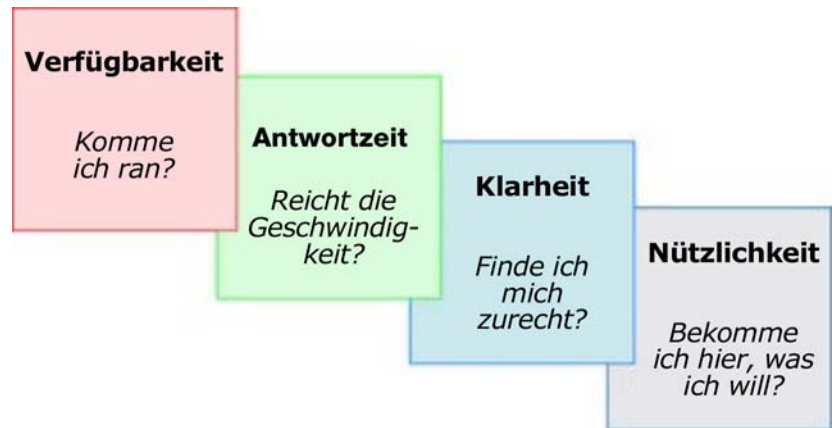 Verfügbarkeit
Komme
ich ran?
Antwortzeit
Reicht die
Geschwindig-
keit?
Klarheit
Finde ich
mich
zurecht?
Nützlichkeit
Bekomme
ich hier, was
ich will?